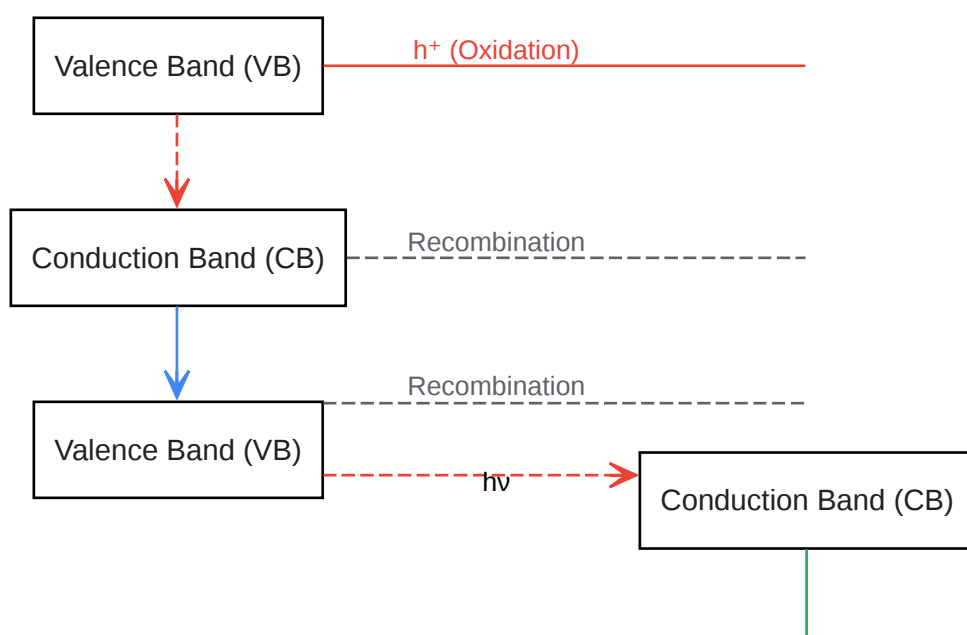 Valence Band (VB)
h⁺ (Oxidation)
Conduction Band (CB)
Recombination
Recombination
Valence Band (VB)
hν
Conduction Band (CB)